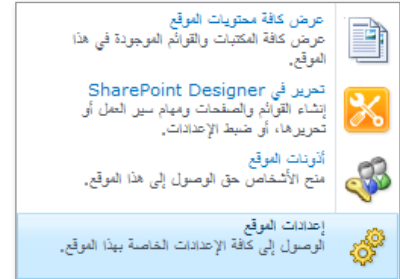 عرض كافة محتويات الموقع
عرض كافة المكتبات والقوائم الموجودة في هذا
الموقع.
تحرير في SharePoint Designer
إنشاء القوائم والصفحات ومهام سير العمل أو
تحريرها، أو ضبط الإعدادات.
أذونات الموقع
منح الأشخاص حق الوصول إلى هذا الموقع.
إعدادات الموقع
الوصول إلى كافة الإعدادات الخاصة بهذا الموقع.